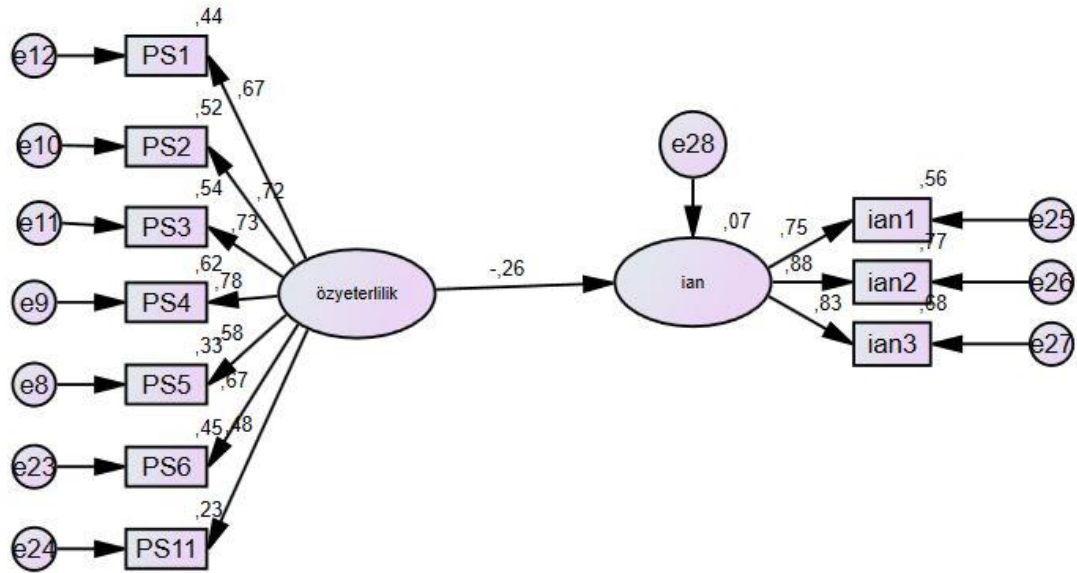 ,44
e12
PS1
,67
,52
e10
PS2
,72
,54
e11
PS3
,73
,62
e9
PS4
,78
özyeterlilik
,33
,58
e8
PS5
,67
,45
,48
e23
PS6
,23
e24
PS11
-,26
e28
,07
ian
,75
,88
,83
,56
ian1
e25
,77
ian2
e26
,68
ian3
e27